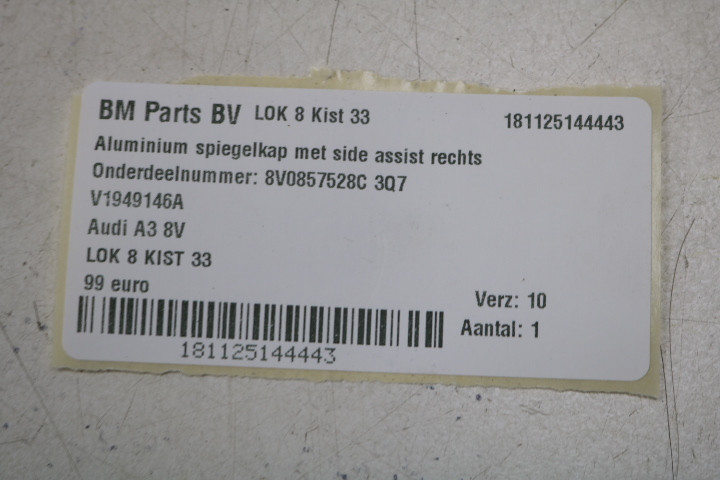 BM Parts BV LOK 8 Kist 33 181125144443
Aluminium spiegelkap met side assist rechts
Onderdeelnummer: 8V0857528C 3Q7
V1949146A
Audi A3 8V
LOK 8 KIST 33
99 euro
Verz: 10
Aantal: 1
181125144443